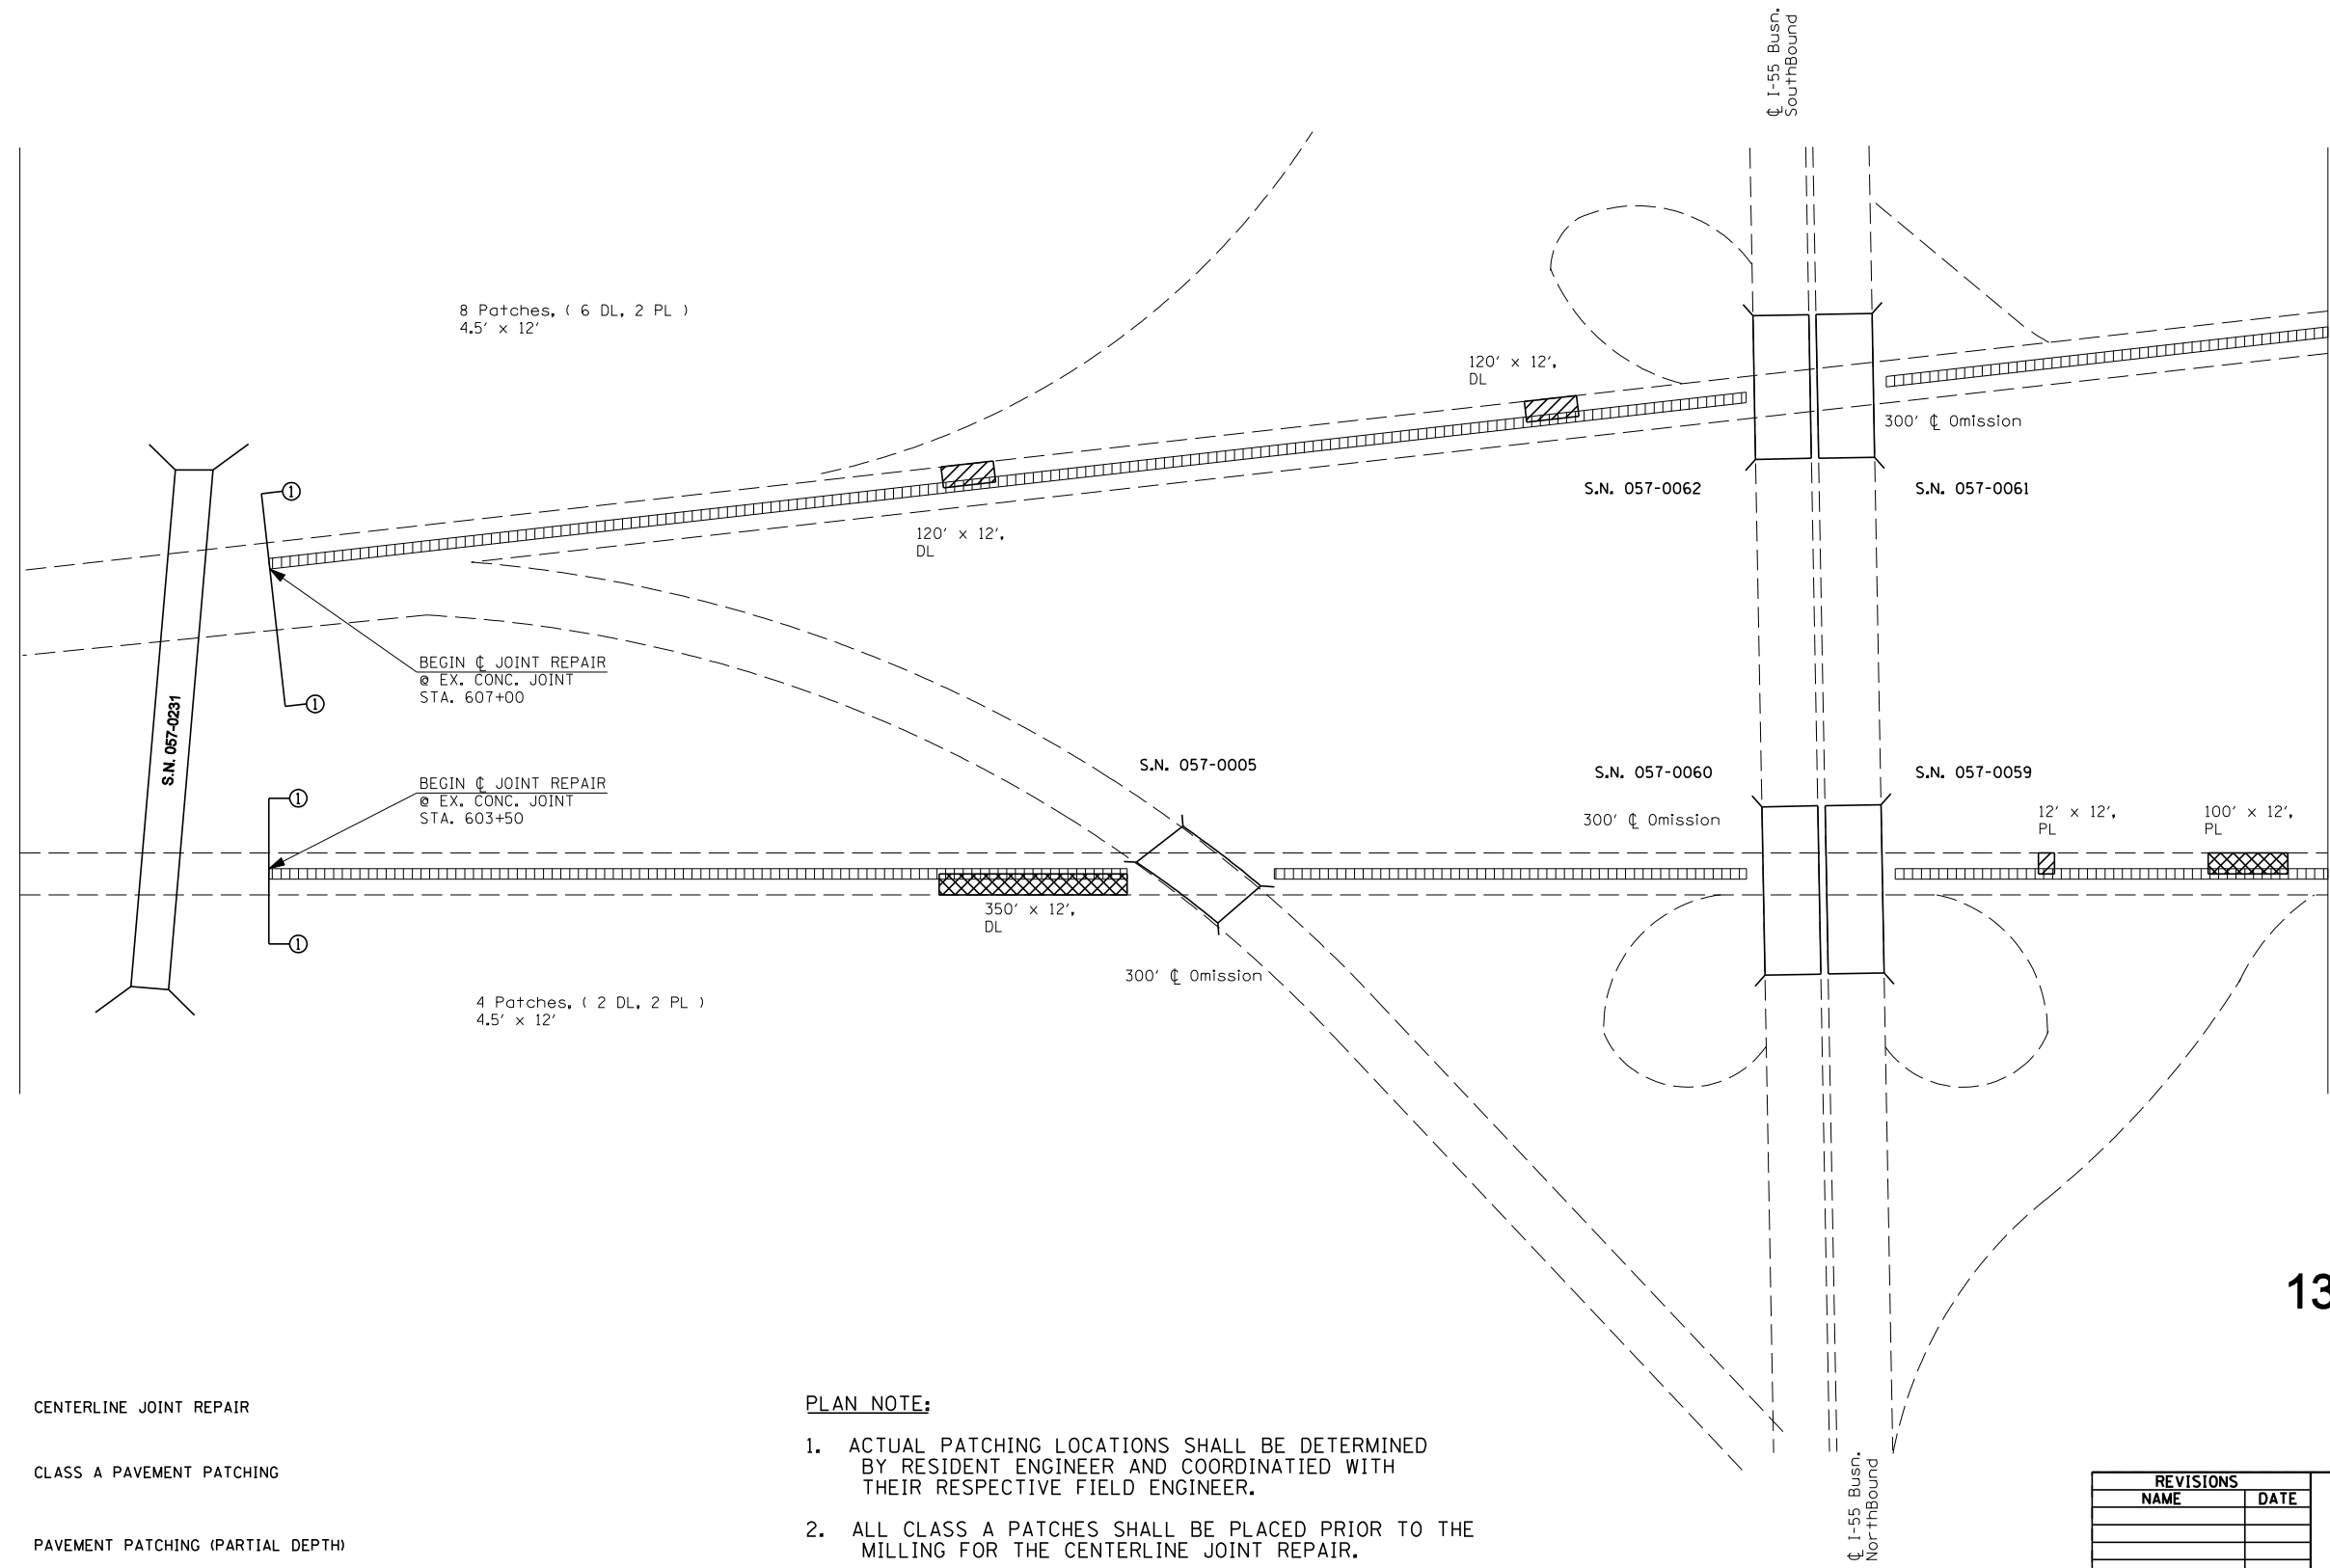 ℄ I-55 Busn.
SouthBound
8 Patches, ( 6 DL, 2 PL )
4.5' x 12'
120' x 12',
DL
300' ℄ Omission
S.N. 057-0062
S.N. 057-0061
1
120' x 12',
DL
BEGIN ℄ JOINT REPAIR
@ EX. CONC. JOINT
STA. 607+00
1
S.N. 057-0231
BEGIN ℄ JOINT REPAIR
@ EX. CONC. JOINT
STA. 603+50
1
1
S.N. 057-0005
S.N. 057-0060
S.N. 057-0059
300' ℄ Omission
12' x 12',
PL
100' x 12',
PL
350' x 12',
DL
300' ℄ Omission
4 Patches, ( 2 DL, 2 PL )
4.5' x 12'
13
CENTERLINE JOINT REPAIR
CLASS A PAVEMENT PATCHING
PAVEMENT PATCHING (PARTIAL DEPTH)
PLAN NOTE:
1. ACTUAL PATCHING LOCATIONS SHALL BE DETERMINED
BY RESIDENT ENGINEER AND COORDINATIED WITH
THEIR RESPECTIVE FIELD ENGINEER.
2. ALL CLASS A PATCHES SHALL BE PLACED PRIOR TO THE
MILLING FOR THE CENTERLINE JOINT REPAIR.
℄ I-55 Busn.
NorthBound
REVISIONS
NAME DATE